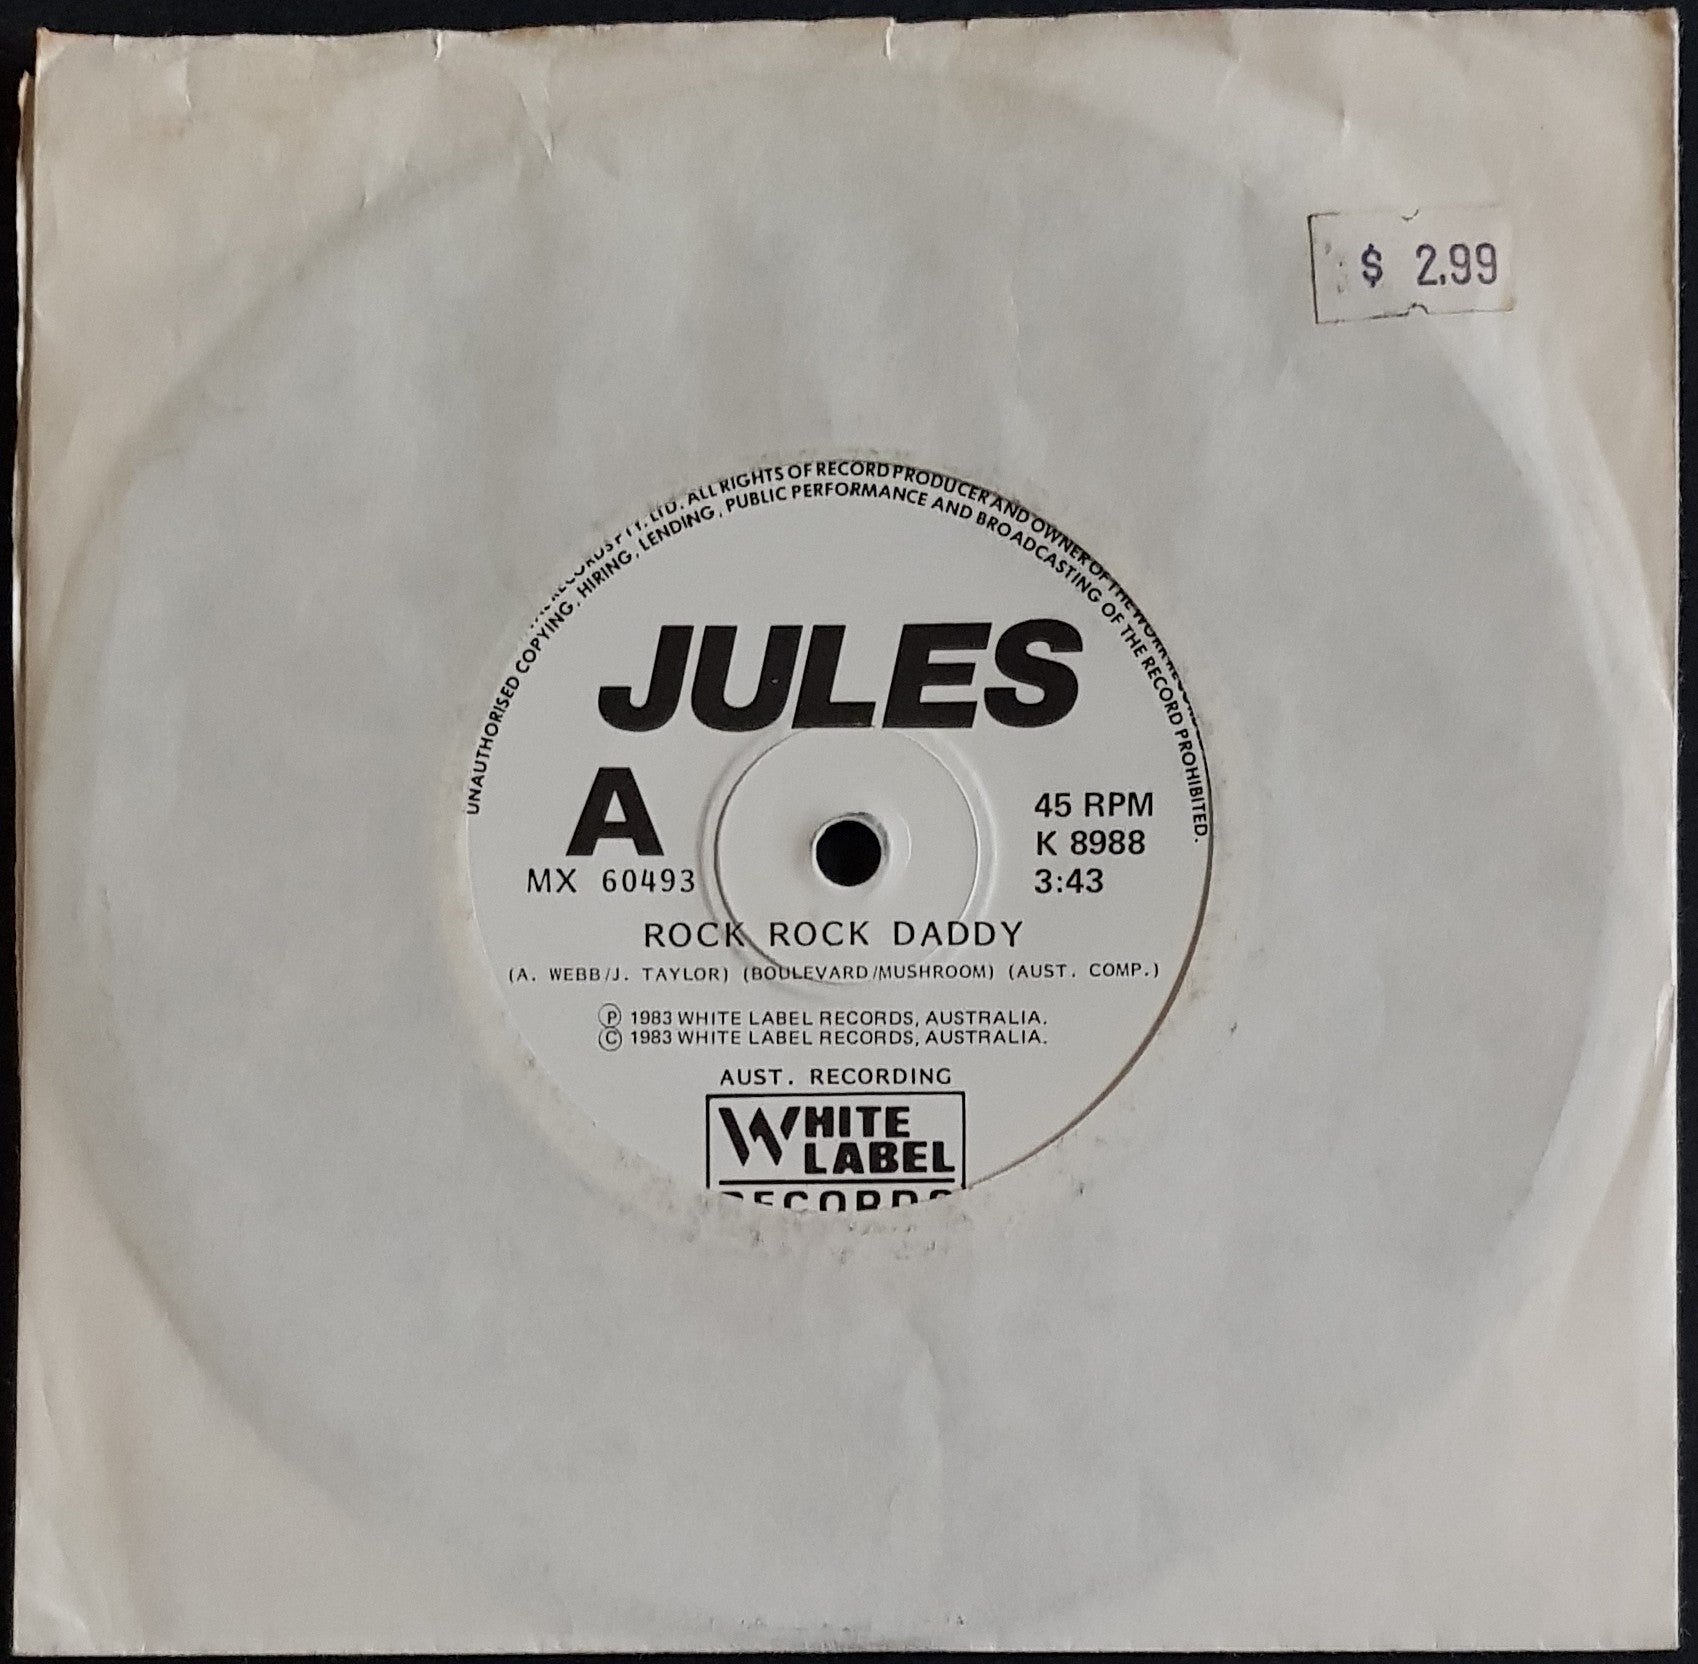 $ 2.99
LTD. ALL RIGHTS OF RECORD PRODUCER AND OWNER OF THE WORK
UNAUTHORISED COPYING, HIRING, LENDING, PUBLIC PERFORMANCE AND BROADCASTING OF THE RECORD PROHIBITED.
JULES
A
45 RPM
K 8988
MX 60493
3:43
ROCK ROCK DADDY
(A. WEBB/J. TAYLOR) (BOULEVARD/MUSHROOM) (AUST. COMP.)
Ⓟ 1983 WHITE LABEL RECORDS, AUSTRALIA.
Ⓒ 1983 WHITE LABEL RECORDS, AUSTRALIA.
AUST. RECORDING
WHITE
LABEL
RECORDS